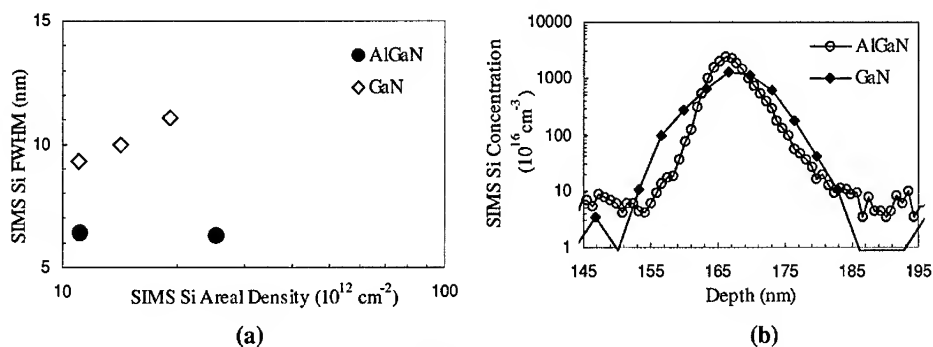 15
10
5
SIMS Si FWHM (nm)
● AlGaN
◇ GaN
10
100
SIMS Si Areal Density (10¹² cm⁻²)
(a)
10000
1000
100
10
1
SIMS Si Concentration
(10¹⁶ cm⁻³)
AlGaN
GaN
145 155 165 175 185 195
Depth (nm)
(b)